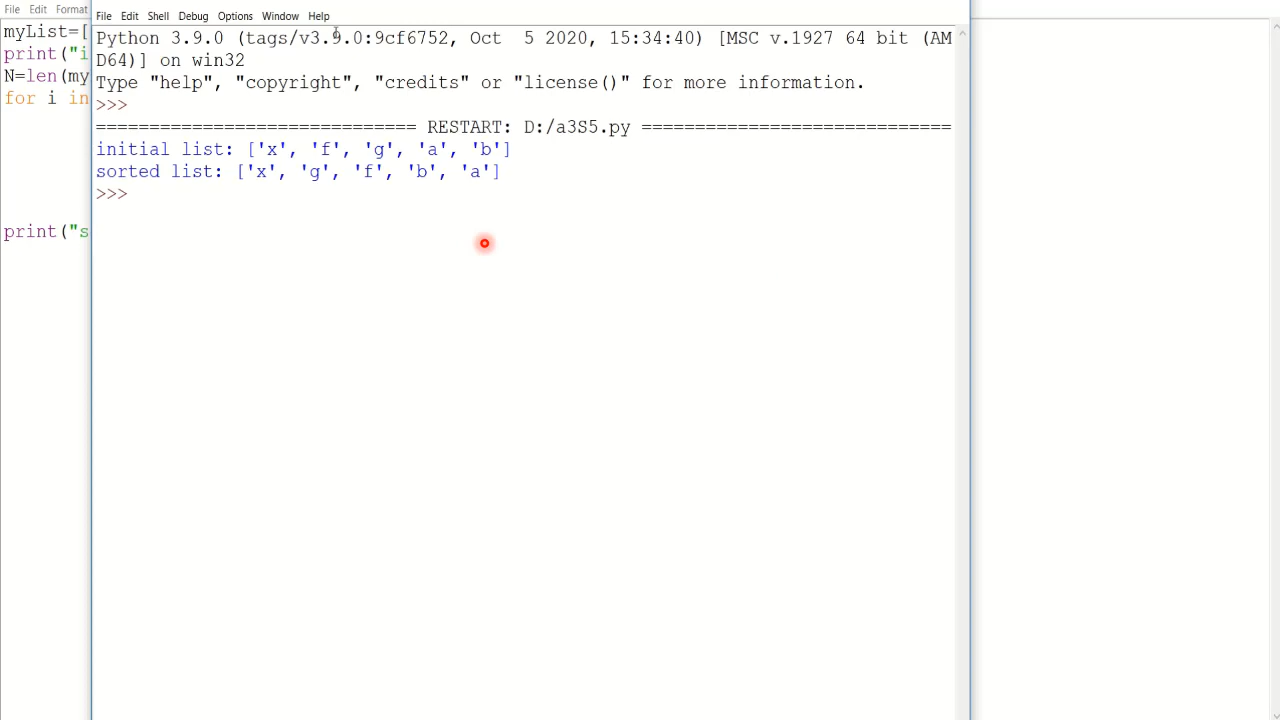 File Edit Shell Debug Options Window Help
Python 3.9.0 (tags/v3.9.0:9cf6752, Oct  5 2020, 15:34:40) [MSC v.1927 64 bit (AM
D64)] on win32
Type "help", "copyright", "credits" or "license()" for more information.
>>>
============================== RESTART: D:/a3S5.py =============================
initial list: ['x', 'f', 'g', 'a', 'b']
sorted list: ['x', 'g', 'f', 'b', 'a']
>>>
File Edit Format
myList=[
print("i
N=len(my
for i in
print("s